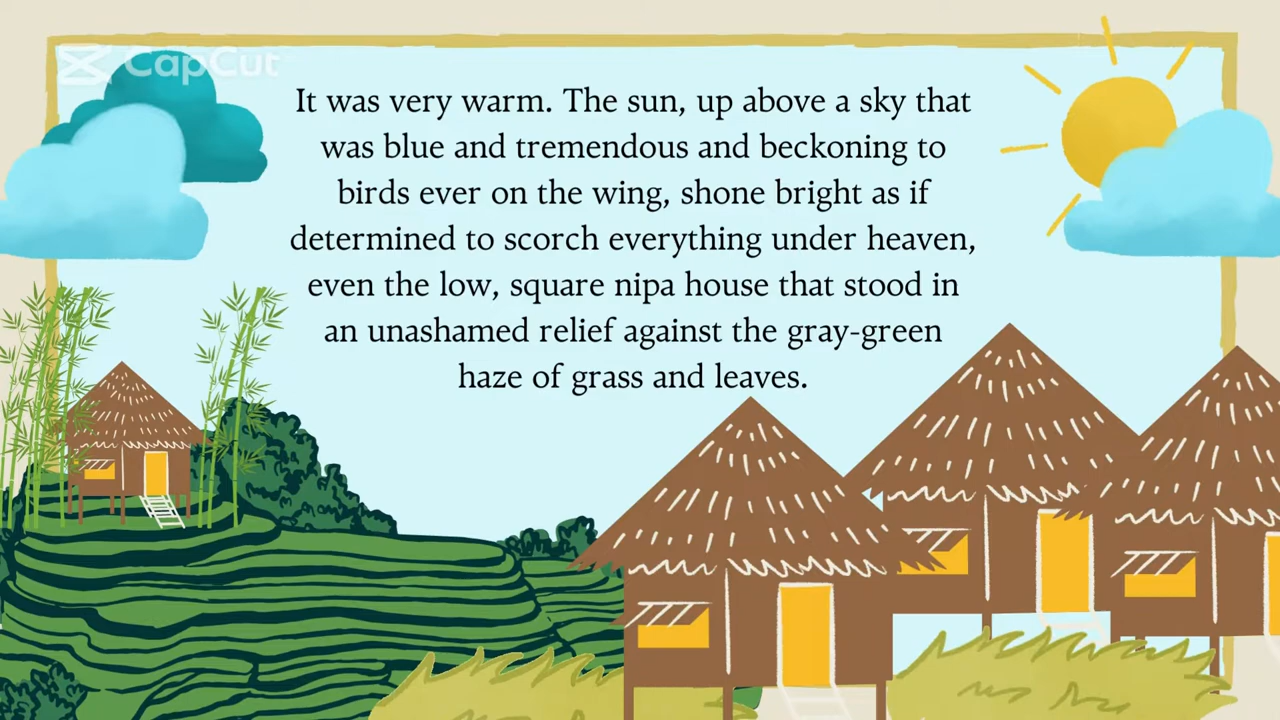 CapCut
It was very warm. The sun, up above a sky that
was blue and tremendous and beckoning to
birds ever on the wing, shone bright as if
determined to scorch everything under heaven,
even the low, square nipa house that stood in
an unashamed relief against the gray-green
haze of grass and leaves.